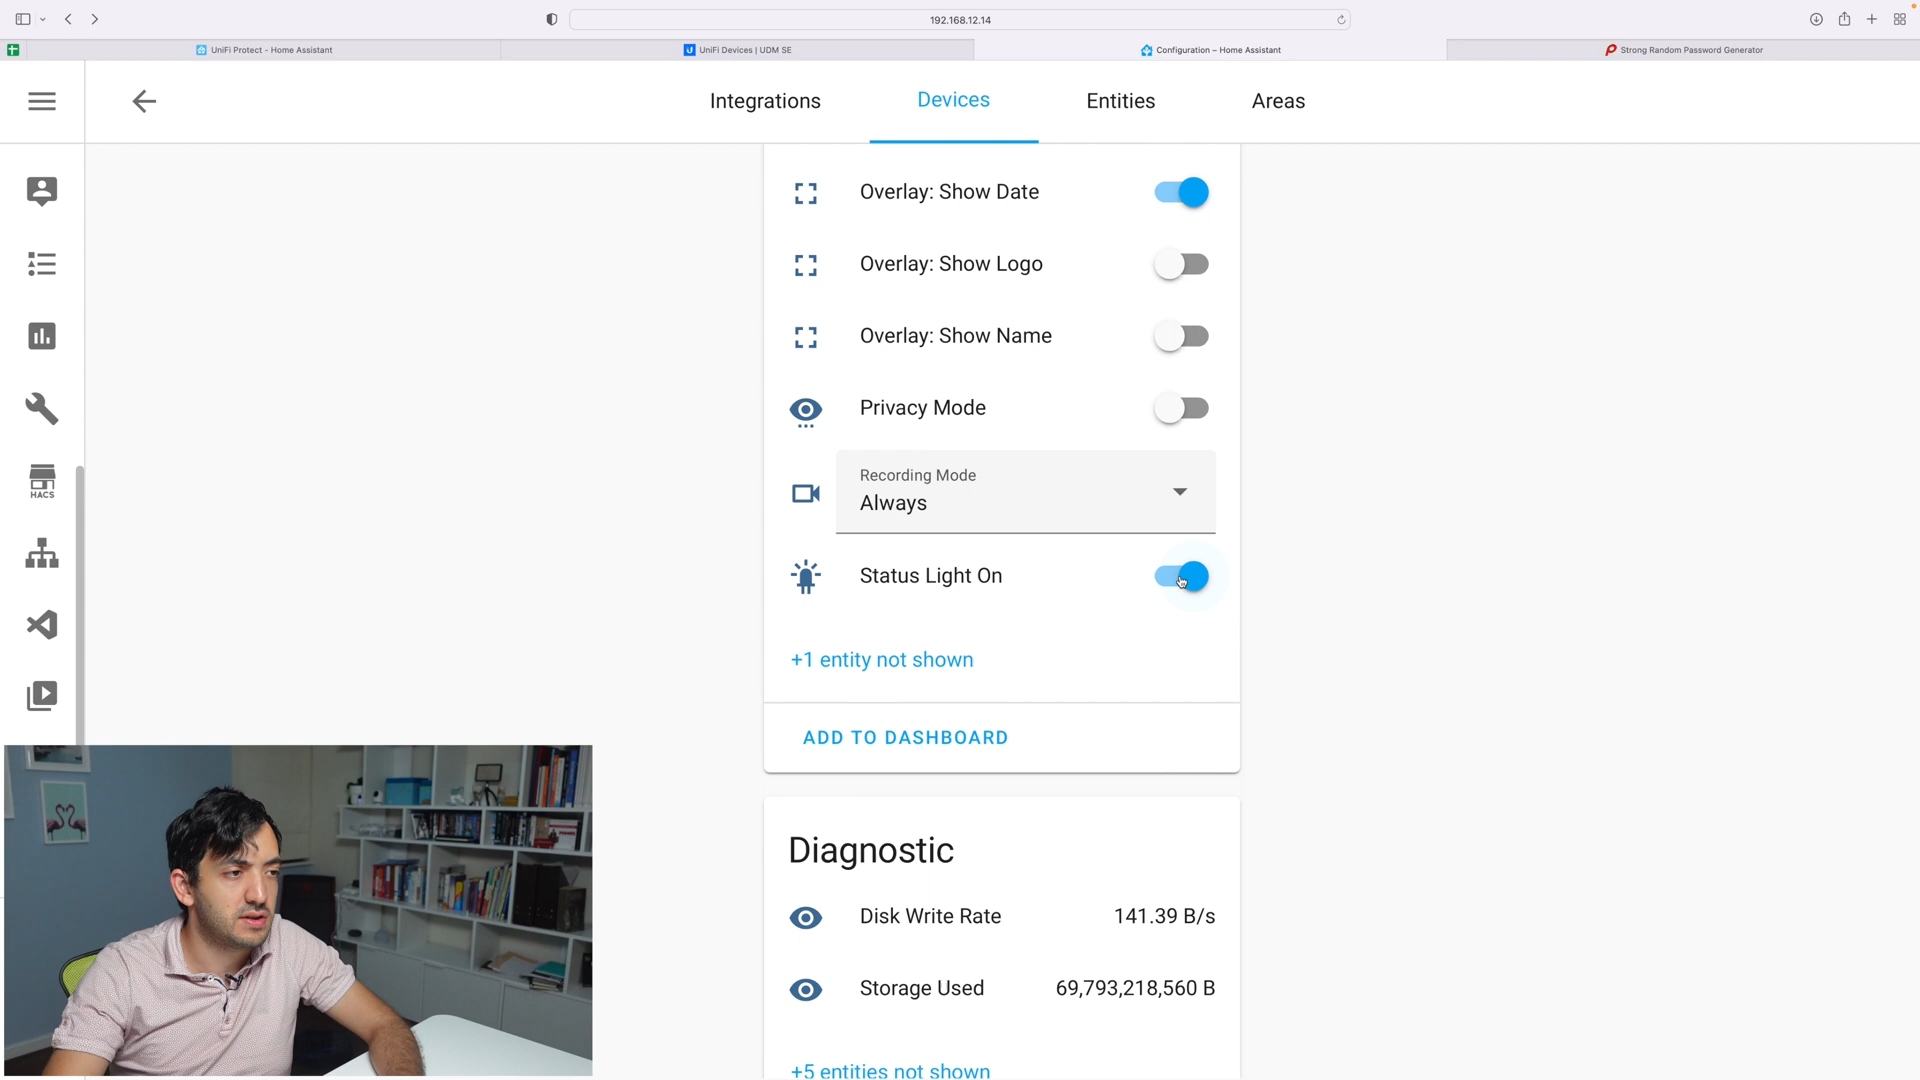 192.168.12.14
UniFi Protect - Home Assistant
UniFi Devices | UDM SE
Configuration – Home Assistant
Strong Random Password Generator
Integrations
Devices
Entities
Areas
Overlay: Show Date
Overlay: Show Logo
Overlay: Show Name
Privacy Mode
Recording Mode
Always
HACS
Status Light On
+1 entity not shown
ADD TO DASHBOARD
Diagnostic
Disk Write Rate 141.39 B/s
Storage Used 69,793,218,560 B
+5 entities not shown